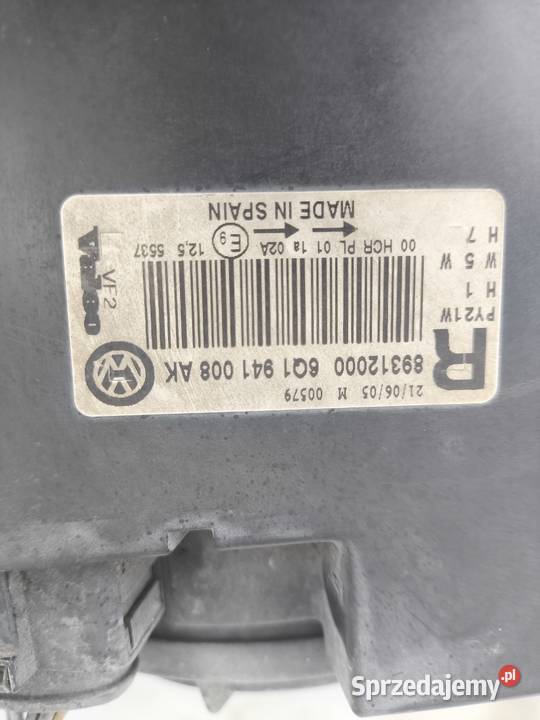 21/06/05 M 00579
R
89312000 6Q1 941 008 AK
PY21W
H 1
W 5 W
H 7
00 HCR PL 01 1a 02A
E9
12,5 5537
MADE IN SPAIN
Valeo
VF2
Sprzedajemy.pl